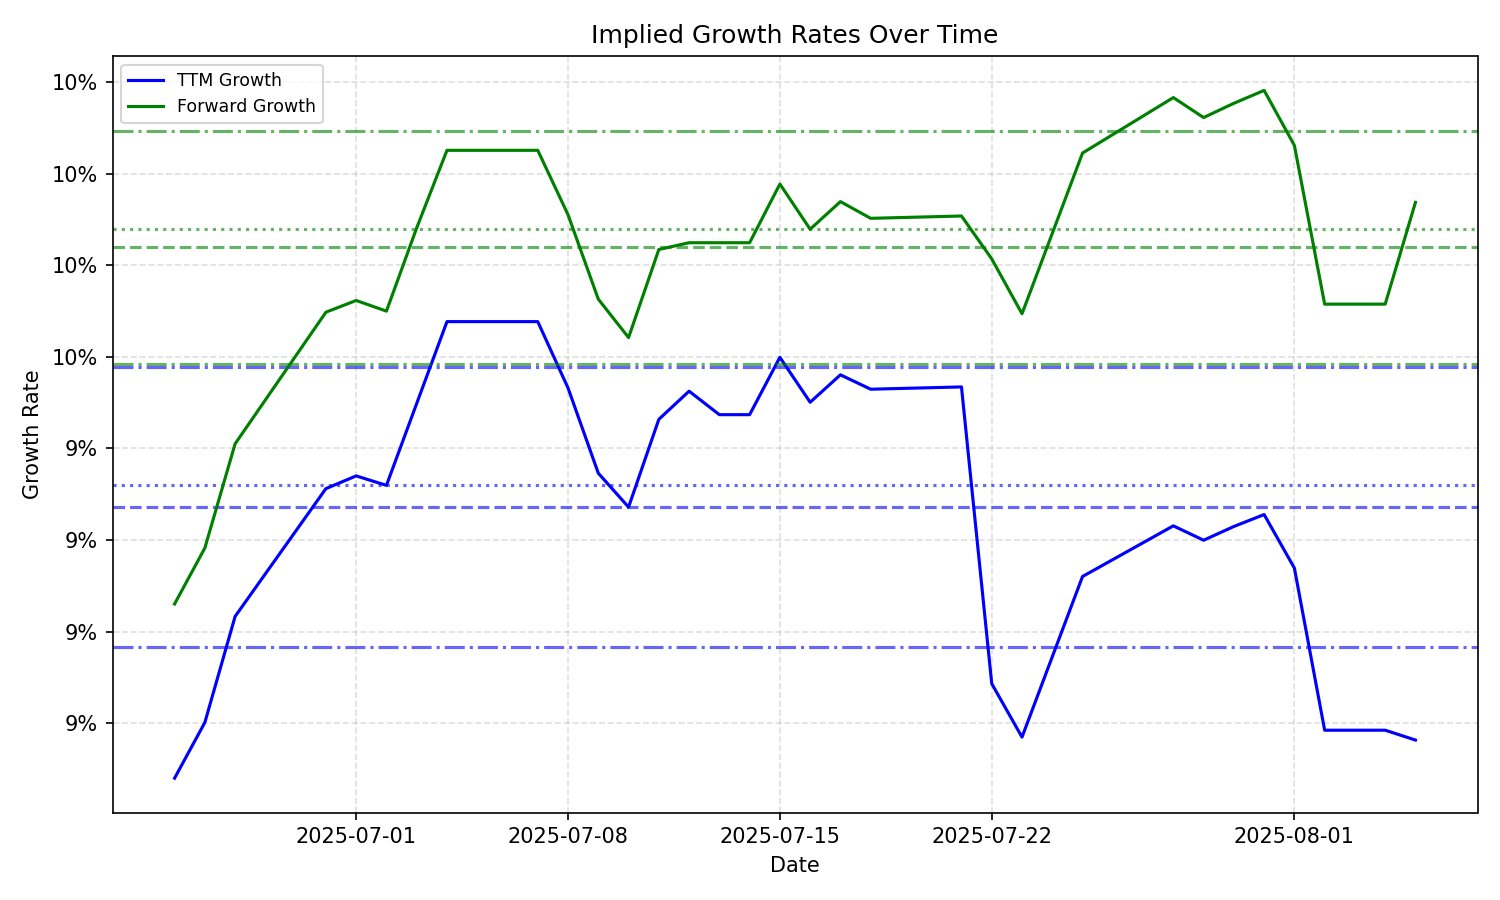 Implied Growth Rates Over Time
TTM Growth
Forward Growth
10%
10%
10%
10%
9%
9%
9%
9%
Growth Rate
2025-07-01
2025-07-08
2025-07-15
2025-07-22
2025-08-01
Date